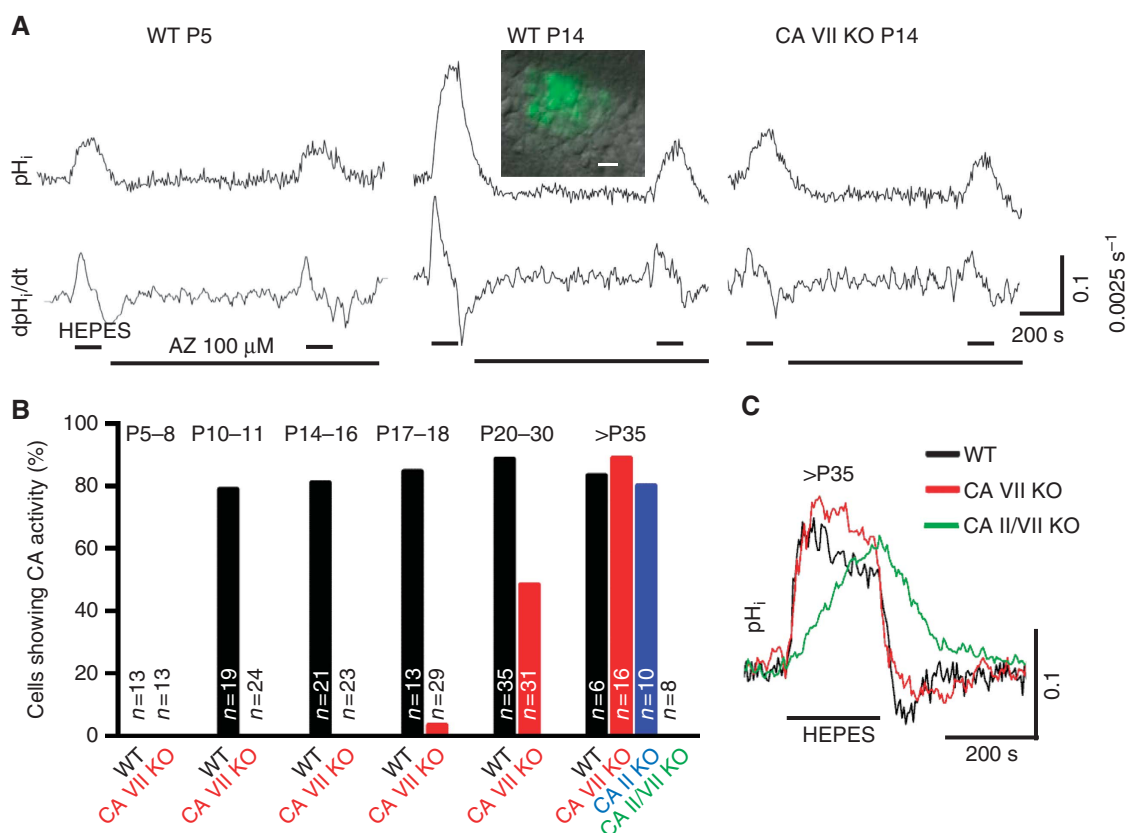 A
WT P5
WT P14
CA VII KO P14
pHi
dpHi/dt
HEPES
AZ 100 µM
200 s
0.1
0.0025 s⁻¹
B
Cells showing CA activity (%)
100
80
60
40
20
0
P5–8
P10–11
P14–16
P17–18
P20–30
>P35
n=13
n=13
n=19
n=24
n=21
n=23
n=13
n=29
n=35
n=31
n=6
n=16
n=10
n=8
WT
CA VII KO
WT
CA VII KO
WT
CA VII KO
WT
CA VII KO
WT
CA VII KO
WT
CA VII KO
CA II KO
CA II/VII KO
C
>P35
WT
CA VII KO
CA II/VII KO
pHi
HEPES
200 s
0.1